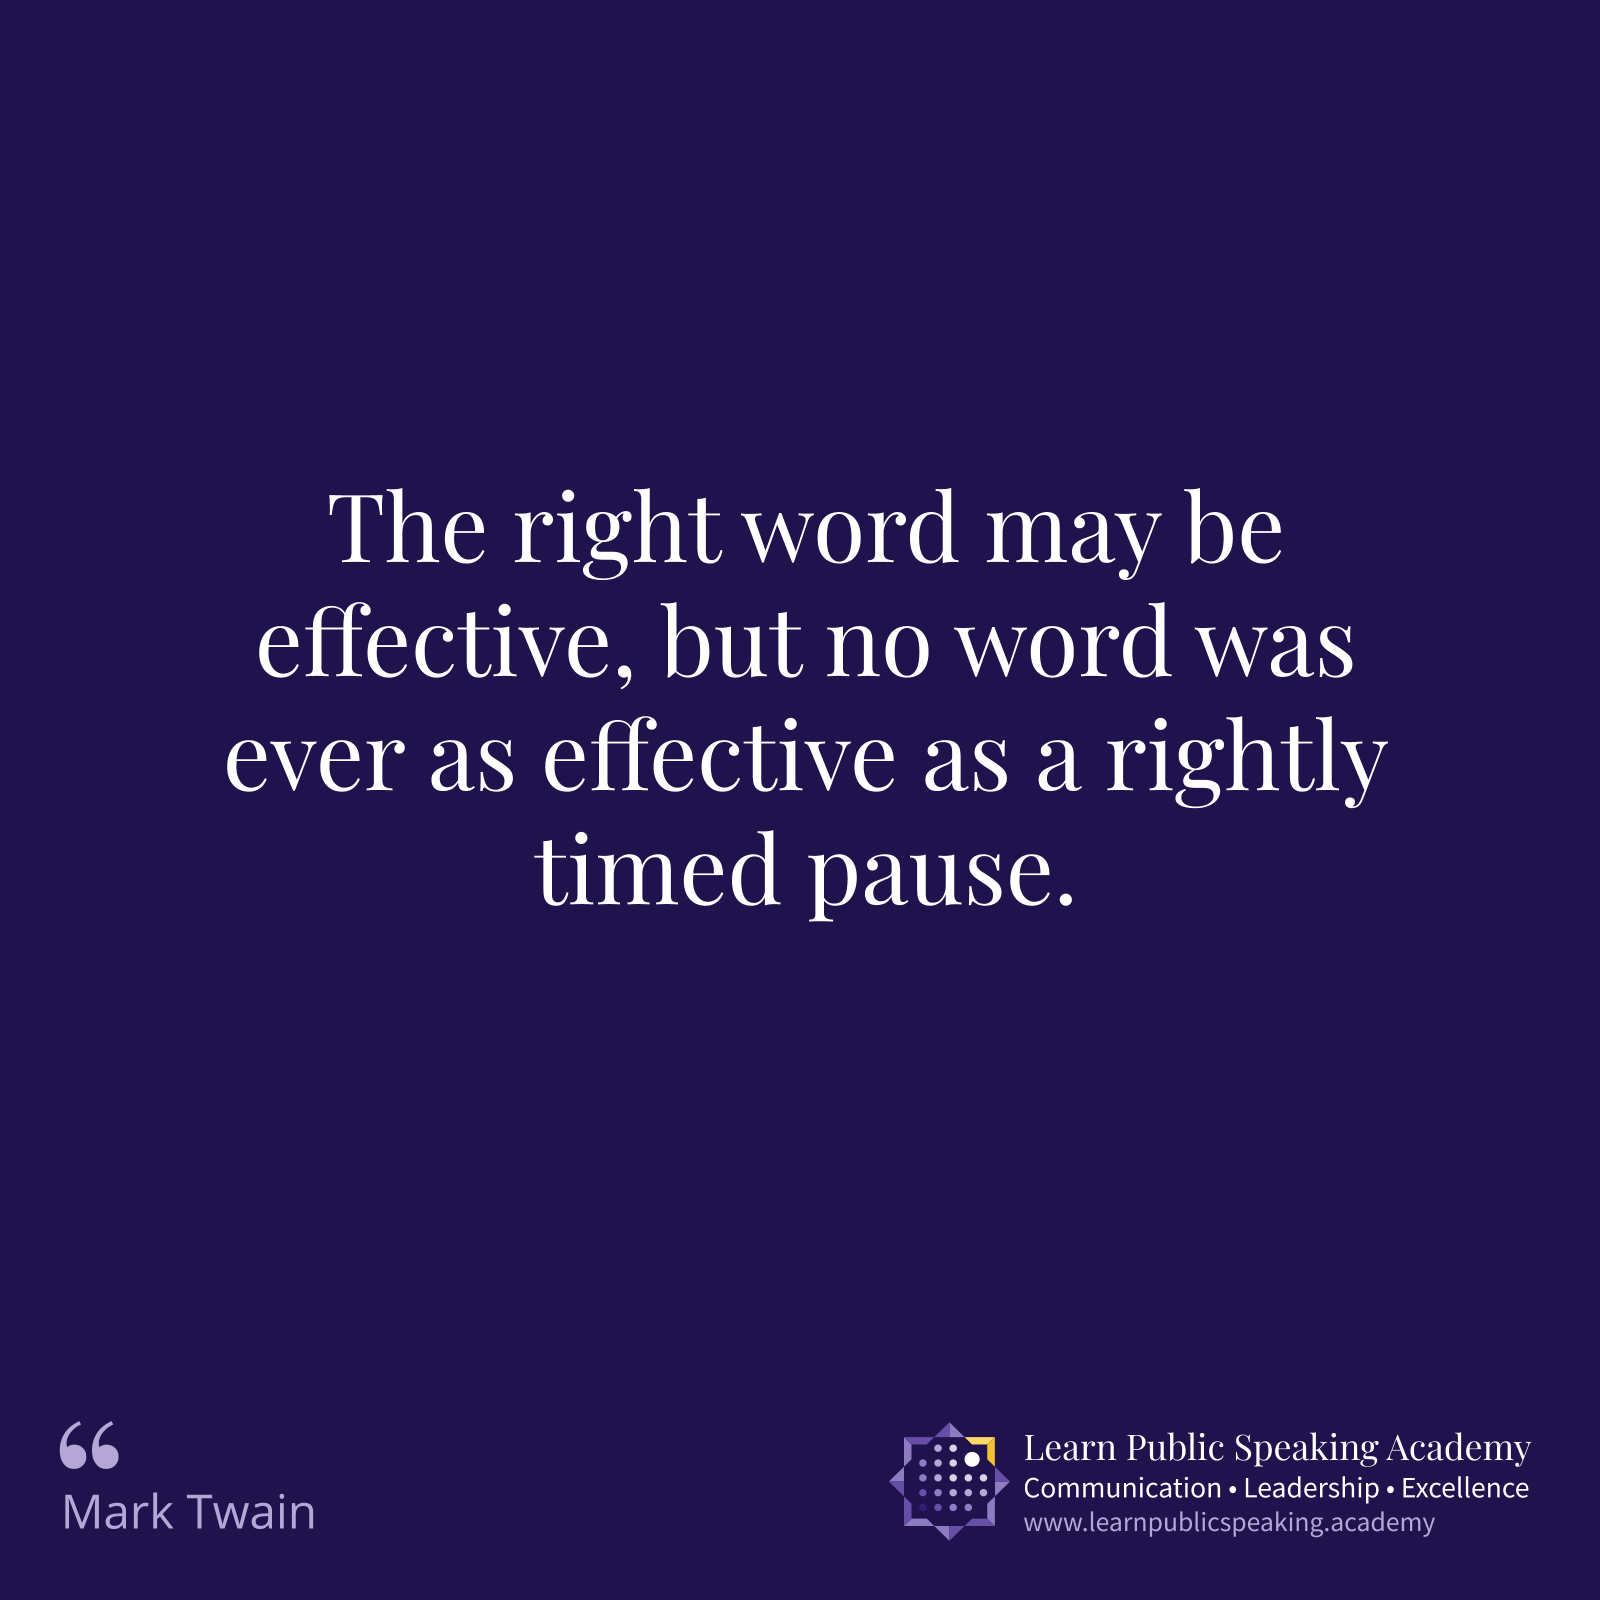 The right word may be
effective, but no word was
ever as effective as a rightly
timed pause.
“
Mark Twain
Learn Public Speaking Academy
Communication • Leadership • Excellence
www.learnpublicspeaking.academy